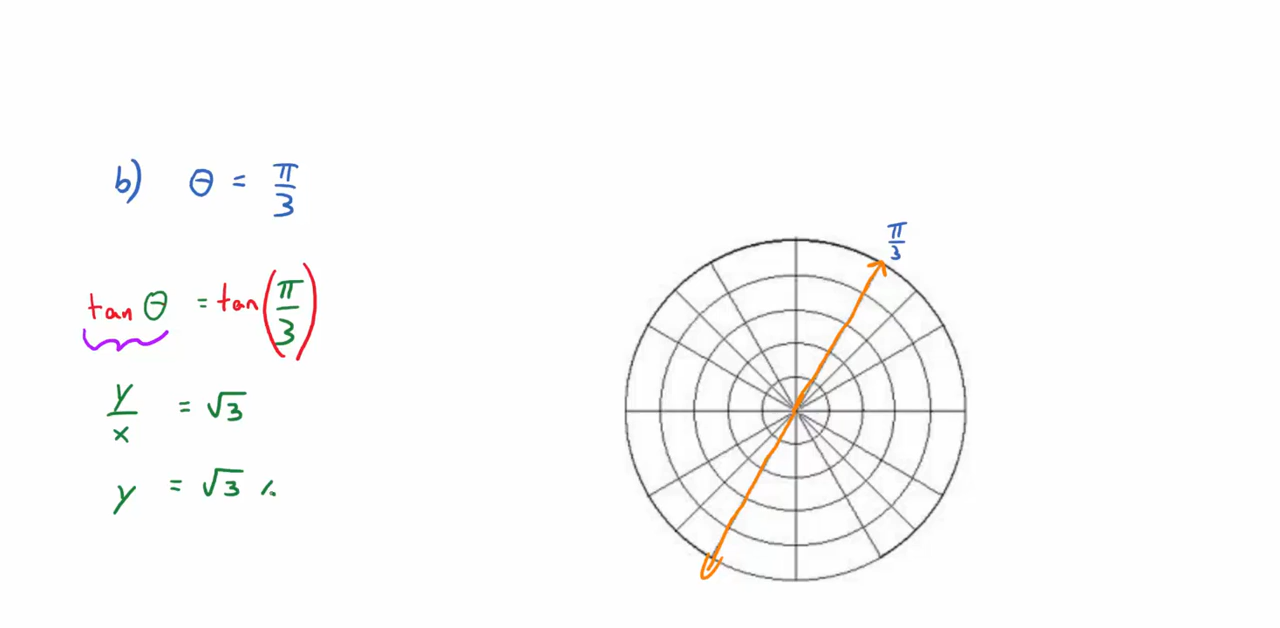 b) θ = π/3
tan θ = tan(π/3)
y/x = √3
y = √3
π/3